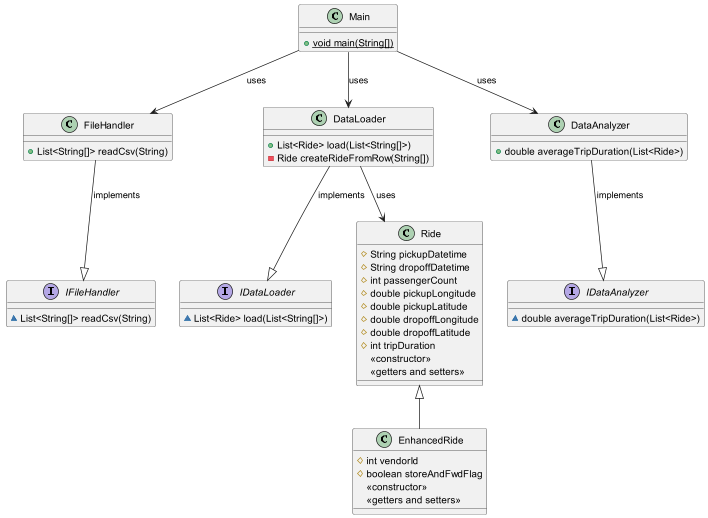 C Main
void main(String[])
uses
uses
uses
C FileHandler
List<String[]> readCsv(String)
C DataLoader
List<Ride> load(List<String[]>)
Ride createRideFromRow(String[])
C DataAnalyzer
double averageTripDuration(List<Ride>)
implements
implements
uses
implements
I IFileHandler
List<String[]> readCsv(String)
I IDataLoader
List<Ride> load(List<String[]>)
C Ride
String pickupDatetime
String dropoffDatetime
int passengerCount
double pickupLongitude
double pickupLatitude
double dropoffLongitude
double dropoffLatitude
int tripDuration
«constructor»
«getters and setters»
I IDataAnalyzer
double averageTripDuration(List<Ride>)
C EnhancedRide
int vendorId
boolean storeAndFwdFlag
«constructor»
«getters and setters»